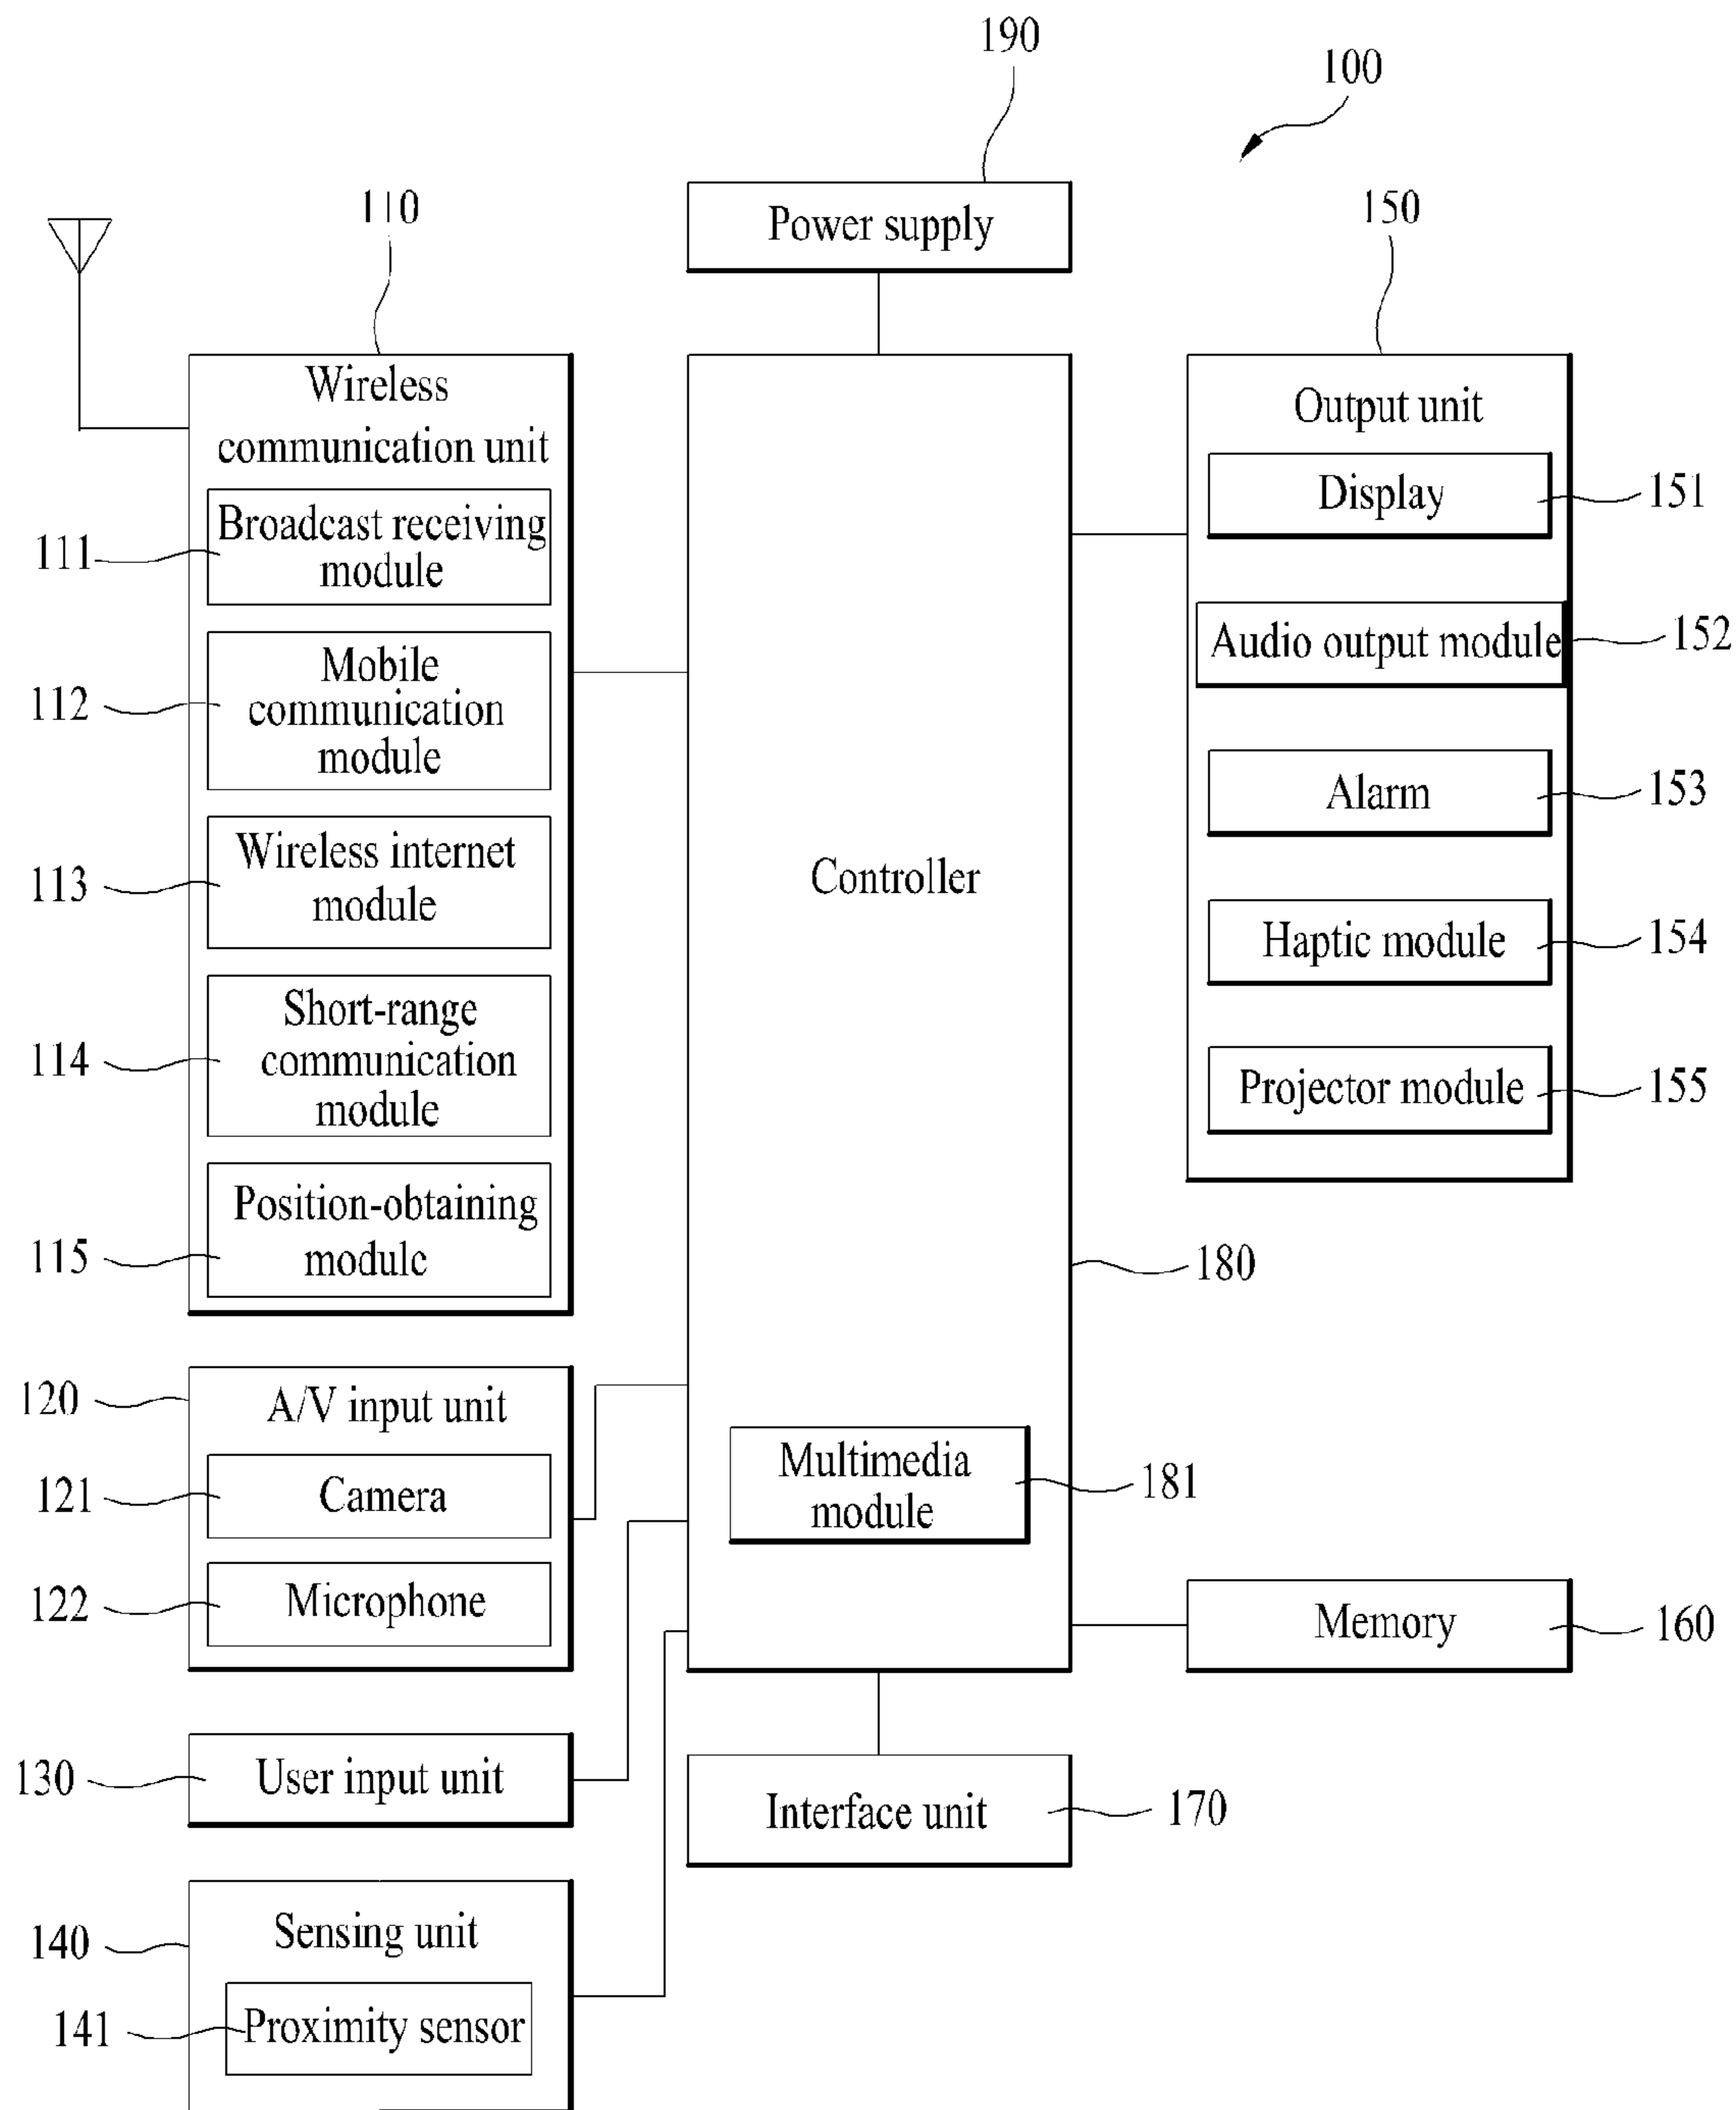 190
100
110
Power supply
150
Wireless
communication unit
111
Broadcast receiving
module
112
Mobile
communication
module
113
Wireless internet
module
114
Short-range
communication
module
115
Position-obtaining
module
120
A/V input unit
121
Camera
122
Microphone
130
User input unit
140
Sensing unit
141
Proximity sensor
Controller
180
Multimedia
module
181
Interface unit
170
Output unit
Display
151
Audio output module
152
Alarm
153
Haptic module
154
Projector module
155
Memory
160